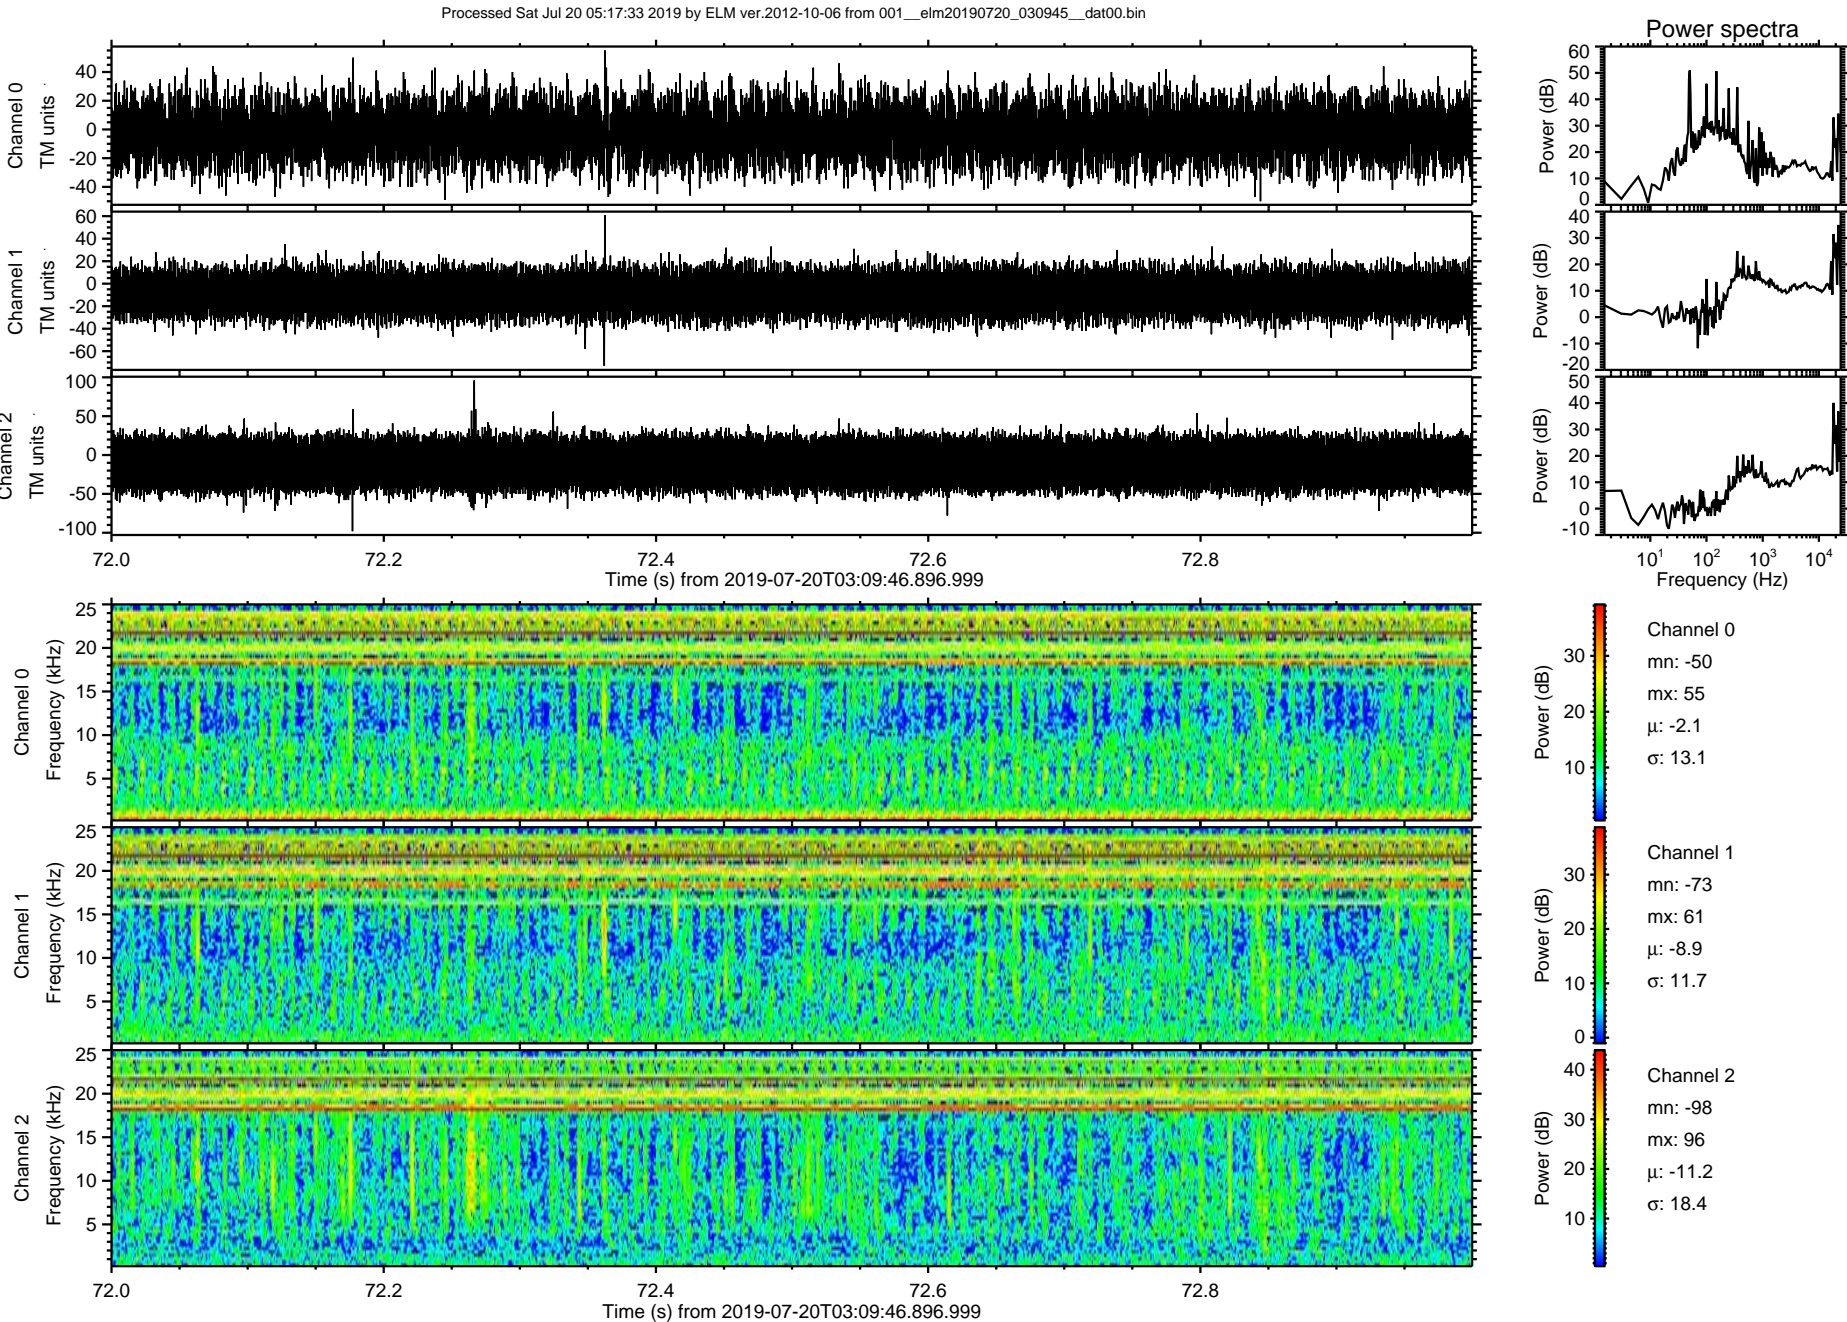 Processed Sat Jul 20 05:17:33 2019 by ELM ver.2012-10-06 from 001__elm20190720_030945__dat00.bin
Power spectra
Channel 0
TM units
40
20
0
-20
-40
Power (dB)
60
50
40
30
20
10
0
Channel 1
TM units
60
40
20
0
-20
-40
-60
Power (dB)
40
30
20
10
0
-10
-20
Channel 2
TM units
100
50
0
-50
-100
Power (dB)
50
40
30
20
10
0
-10
72.0 72.2 72.4 72.6 72.8
Time (s) from 2019-07-20T03:09:46.896.999
10¹ 10² 10³ 10⁴
Frequency (Hz)
Channel 0
Frequency (kHz)
25
20
15
10
5
Power (dB)
30
20
10
Channel 0
mn: -50
mx: 55
μ: -2.1
σ: 13.1
Channel 1
Frequency (kHz)
25
20
15
10
5
Power (dB)
30
20
10
0
Channel 1
mn: -73
mx: 61
μ: -8.9
σ: 11.7
Channel 2
Frequency (kHz)
25
20
15
10
5
Power (dB)
40
30
20
10
Channel 2
mn: -98
mx: 96
μ: -11.2
σ: 18.4
72.0 72.2 72.4 72.6 72.8
Time (s) from 2019-07-20T03:09:46.896.999